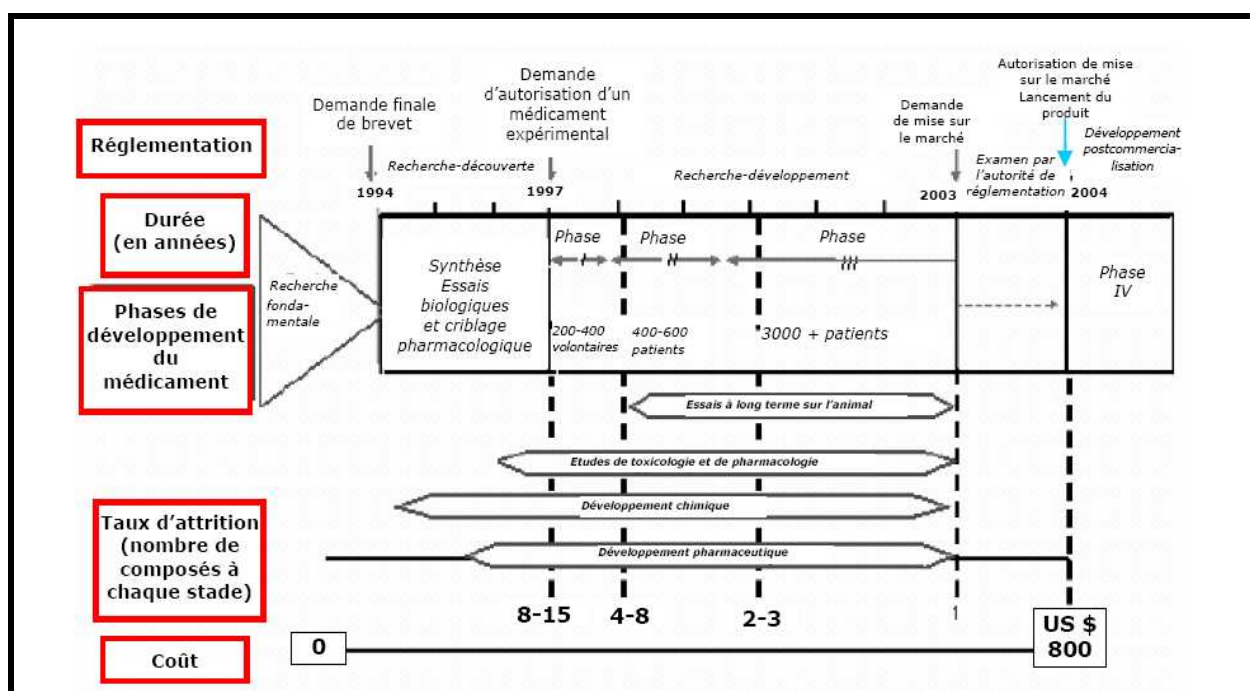 Autorisation de mise
sur le marché
Lancement du
produit
Demande
d'autorisation d'un
médicament
expérimental
Demande finale
de brevet
Demande
de mise sur
le marché
Développement
postcommercia-
lisation
Réglementation
Recherche-découverte
Recherche-développement
Examen par
l'autorité de
réglementation
1994
1997
2003
2004
Durée
(en années)
Phase
I
Phase
II
Phase
III
Phase
IV
Synthèse
Essais
biologiques
et criblage
pharmacologique
Recherche
fonda-
mentale
Phases de
développement
du
médicament
200-400
volontaires
400-600
patients
3000 + patients
Essais à long terme sur l'animal
Etudes de toxicologie et de pharmacologie
Développement chimique
Développement pharmaceutique
Taux d'attrition
(nombre de
composés à
chaque stade)
8-15
4-8
2-3
1
Coût
0
US $
800